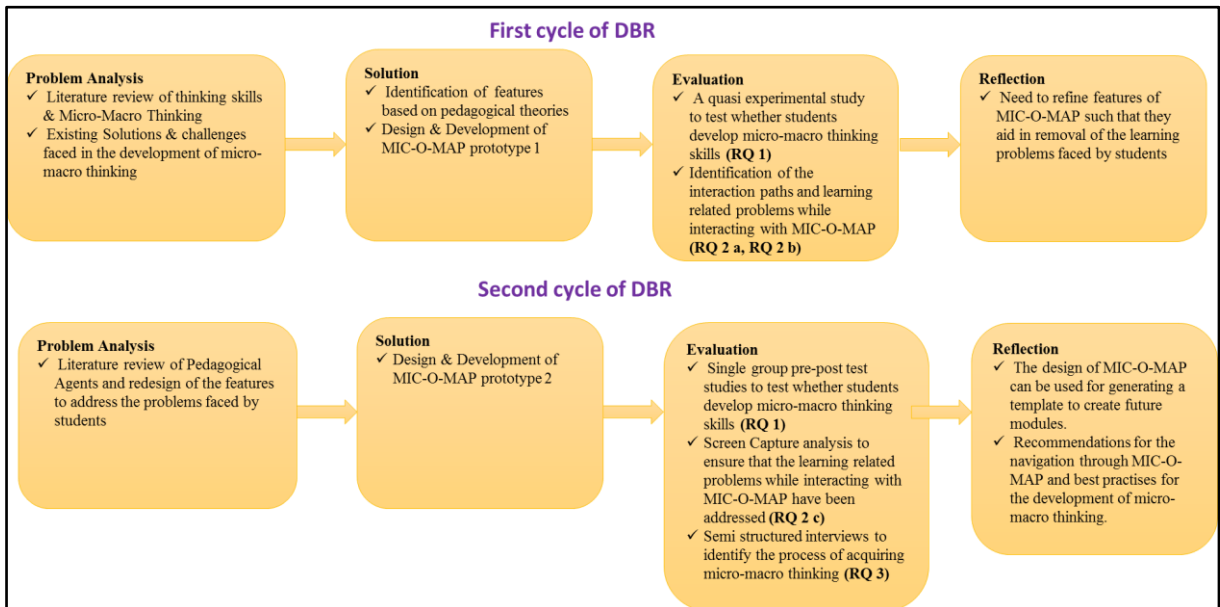 First cycle of DBR
Problem Analysis
✓ Literature review of thinking skills
& Micro-Macro Thinking
✓ Existing Solutions & challenges
faced in the development of micro-
macro thinking
Solution
✓ Identification of features
based on pedagogical theories
✓ Design & Development of
MIC-O-MAP prototype 1
Evaluation
✓ A quasi experimental study
to test whether students
develop micro-macro thinking
skills (RQ 1)
✓ Identification of the
interaction paths and learning
related problems while
interacting with MIC-O-MAP
(RQ 2 a, RQ 2 b)
Reflection
✓ Need to refine features of
MIC-O-MAP such that they
aid in removal of the learning
problems faced by students
Second cycle of DBR
Problem Analysis
✓ Literature review of Pedagogical
Agents and redesign of the features
to address the problems faced by
students
Solution
✓ Design & Development of
MIC-O-MAP prototype 2
Evaluation
✓ Single group pre-post test
studies to test whether students
develop micro-macro thinking
skills (RQ 1)
✓ Screen Capture analysis to
ensure that the learning related
problems while interacting with
MIC-O-MAP have been
addressed (RQ 2 c)
✓ Semi structured interviews to
identify the process of acquiring
micro-macro thinking (RQ 3)
Reflection
✓ The design of MIC-O-MAP
can be used for generating a
template to create future
modules.
✓ Recommendations for the
navigation through MIC-O-
MAP and best practises for
the development of micro-
macro thinking.